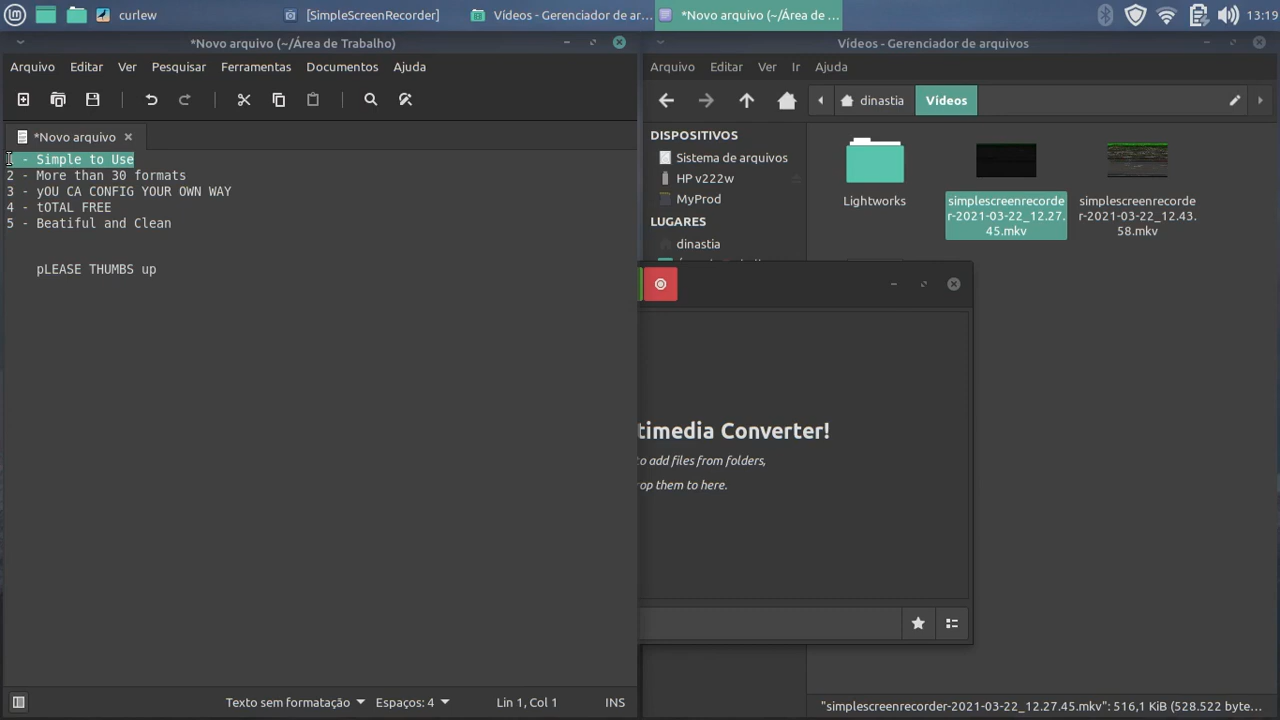 curlew
[SimpleScreenRecorder]
Vídeos - Gerenciador de ar...
*Novo arquivo (~/Área de ...
13:19
*Novo arquivo (~/Área de Trabalho)
Arquivo Editar Ver Pesquisar Ferramentas Documentos Ajuda
*Novo arquivo
1 - Simple to Use
2 - More than 30 formats
3 - yOU CA CONFIG YOUR OWN WAY
4 - tOTAL FREE
5 - Beatiful and Clean
pLEASE THUMBS up
Texto sem formatação Espaços: 4 Lin 1, Col 1 INS
Vídeos - Gerenciador de arquivos
Arquivo Editar Ver Ir Ajuda
dinastia Vídeos
DISPOSITIVOS
Sistema de arquivos
HP v222w
MyProd
LUGARES
dinastia
Lightworks
simplescreenrecorde
r-2021-03-22_12.27.
45.mkv
simplescreenrecorde
r-2021-03-22_12.43.
58.mkv
timedia Converter!
to add files from folders,
rop them to here.
"simplescreenrecorder-2021-03-22_12.27.45.mkv": 516,1 KiB (528.522 byte...